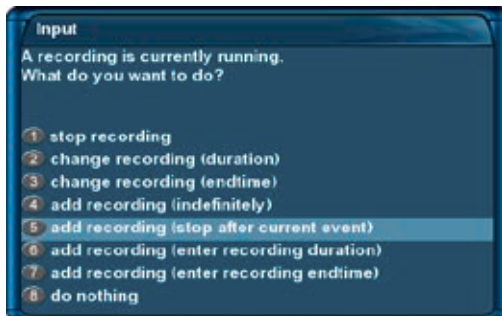 Input
A recording is currently running.
What do you want to do?
1 stop recording
2 change recording (duration)
3 change recording (endtime)
4 add recording (indefinitely)
5 add recording (stop after current event)
6 add recording (enter recording duration)
7 add recording (enter recording endtime)
8 do nothing